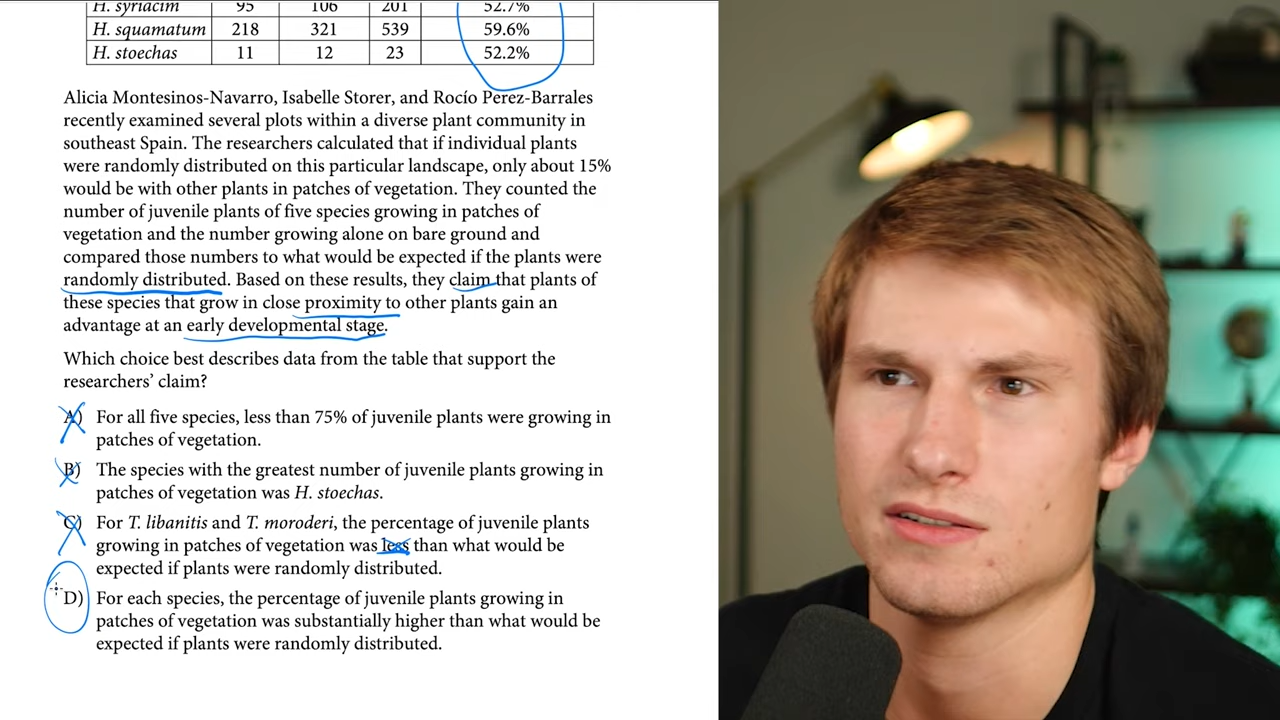 H. syriacim 95 106 201 52.7%
H. squamatum 218 321 539 59.6%
H. stoechas 11 12 23 52.2%
Alicia Montesinos-Navarro, Isabelle Storer, and Rocío Perez-Barrales
recently examined several plots within a diverse plant community in
southeast Spain. The researchers calculated that if individual plants
were randomly distributed on this particular landscape, only about 15%
would be with other plants in patches of vegetation. They counted the
number of juvenile plants of five species growing in patches of
vegetation and the number growing alone on bare ground and
compared those numbers to what would be expected if the plants were
randomly distributed. Based on these results, they claim that plants of
these species that grow in close proximity to other plants gain an
advantage at an early developmental stage.
Which choice best describes data from the table that support the
researchers’ claim?
A) For all five species, less than 75% of juvenile plants were growing in
patches of vegetation.
B) The species with the greatest number of juvenile plants growing in
patches of vegetation was H. stoechas.
C) For T. libanitis and T. moroderi, the percentage of juvenile plants
growing in patches of vegetation was less than what would be
expected if plants were randomly distributed.
D) For each species, the percentage of juvenile plants growing in
patches of vegetation was substantially higher than what would be
expected if plants were randomly distributed.